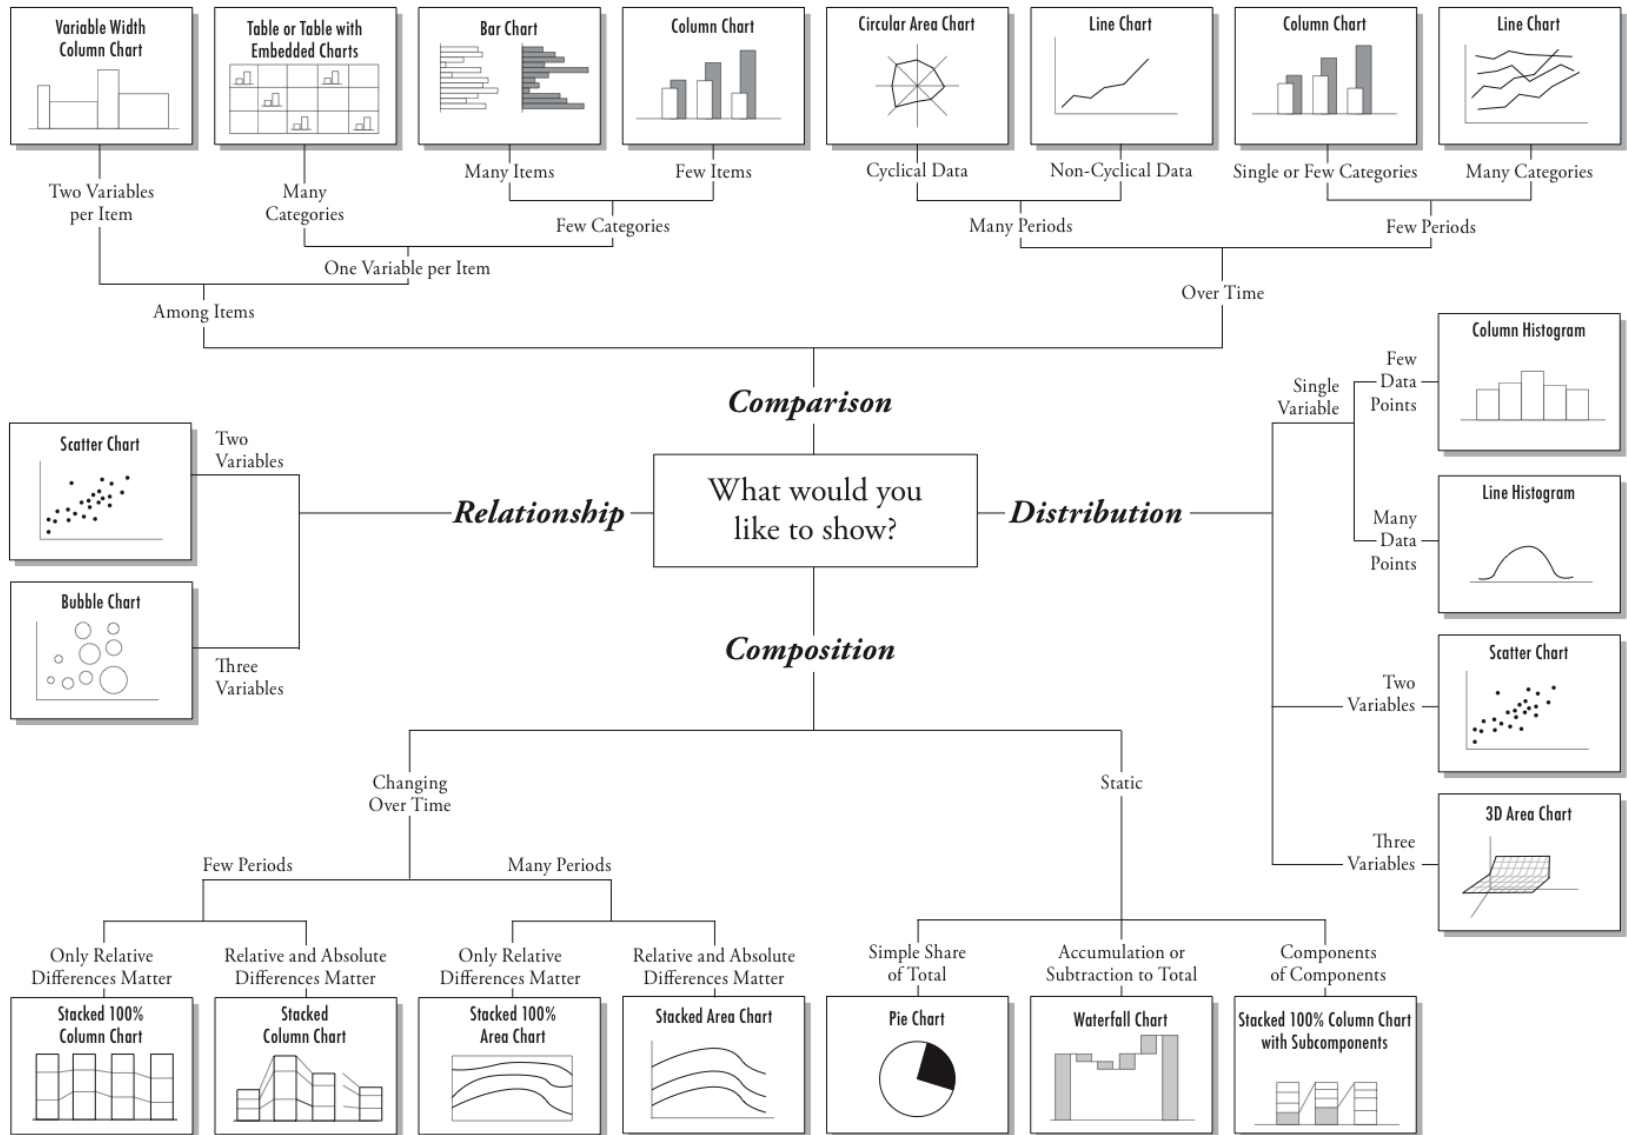 Variable Width
Column Chart
Table or Table with
Embedded Charts
Bar Chart
Column Chart
Circular Area Chart
Line Chart
Column Chart
Line Chart
Two Variables
per Item
Many
Categories
Many Items
Few Items
Cyclical Data
Non-Cyclical Data
Single or Few Categories
Many Categories
Few Categories
Many Periods
Few Periods
One Variable per Item
Among Items
Over Time
Comparison
Relationship
What would you
like to show?
Distribution
Composition
Scatter Chart
Two
Variables
Bubble Chart
Three
Variables
Single
Variable
Few
Data
Points
Column Histogram
Many
Data
Points
Line Histogram
Two
Variables
Scatter Chart
Three
Variables
3D Area Chart
Changing
Over Time
Static
Few Periods
Many Periods
Only Relative
Differences Matter
Relative and Absolute
Differences Matter
Only Relative
Differences Matter
Relative and Absolute
Differences Matter
Simple Share
of Total
Accumulation or
Subtraction to Total
Components
of Components
Stacked 100%
Column Chart
Stacked
Column Chart
Stacked 100%
Area Chart
Stacked Area Chart
Pie Chart
Waterfall Chart
Stacked 100% Column Chart
with Subcomponents